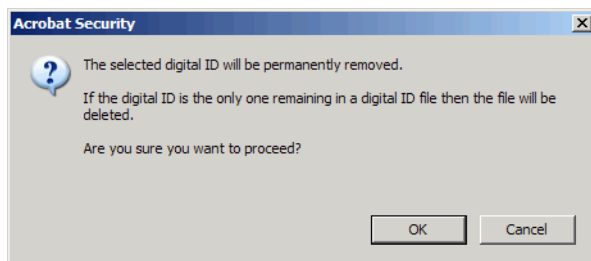 Acrobat Security
The selected digital ID will be permanently removed.
If the digital ID is the only one remaining in a digital ID file then the file will be
deleted.
Are you sure you want to proceed?
OK Cancel